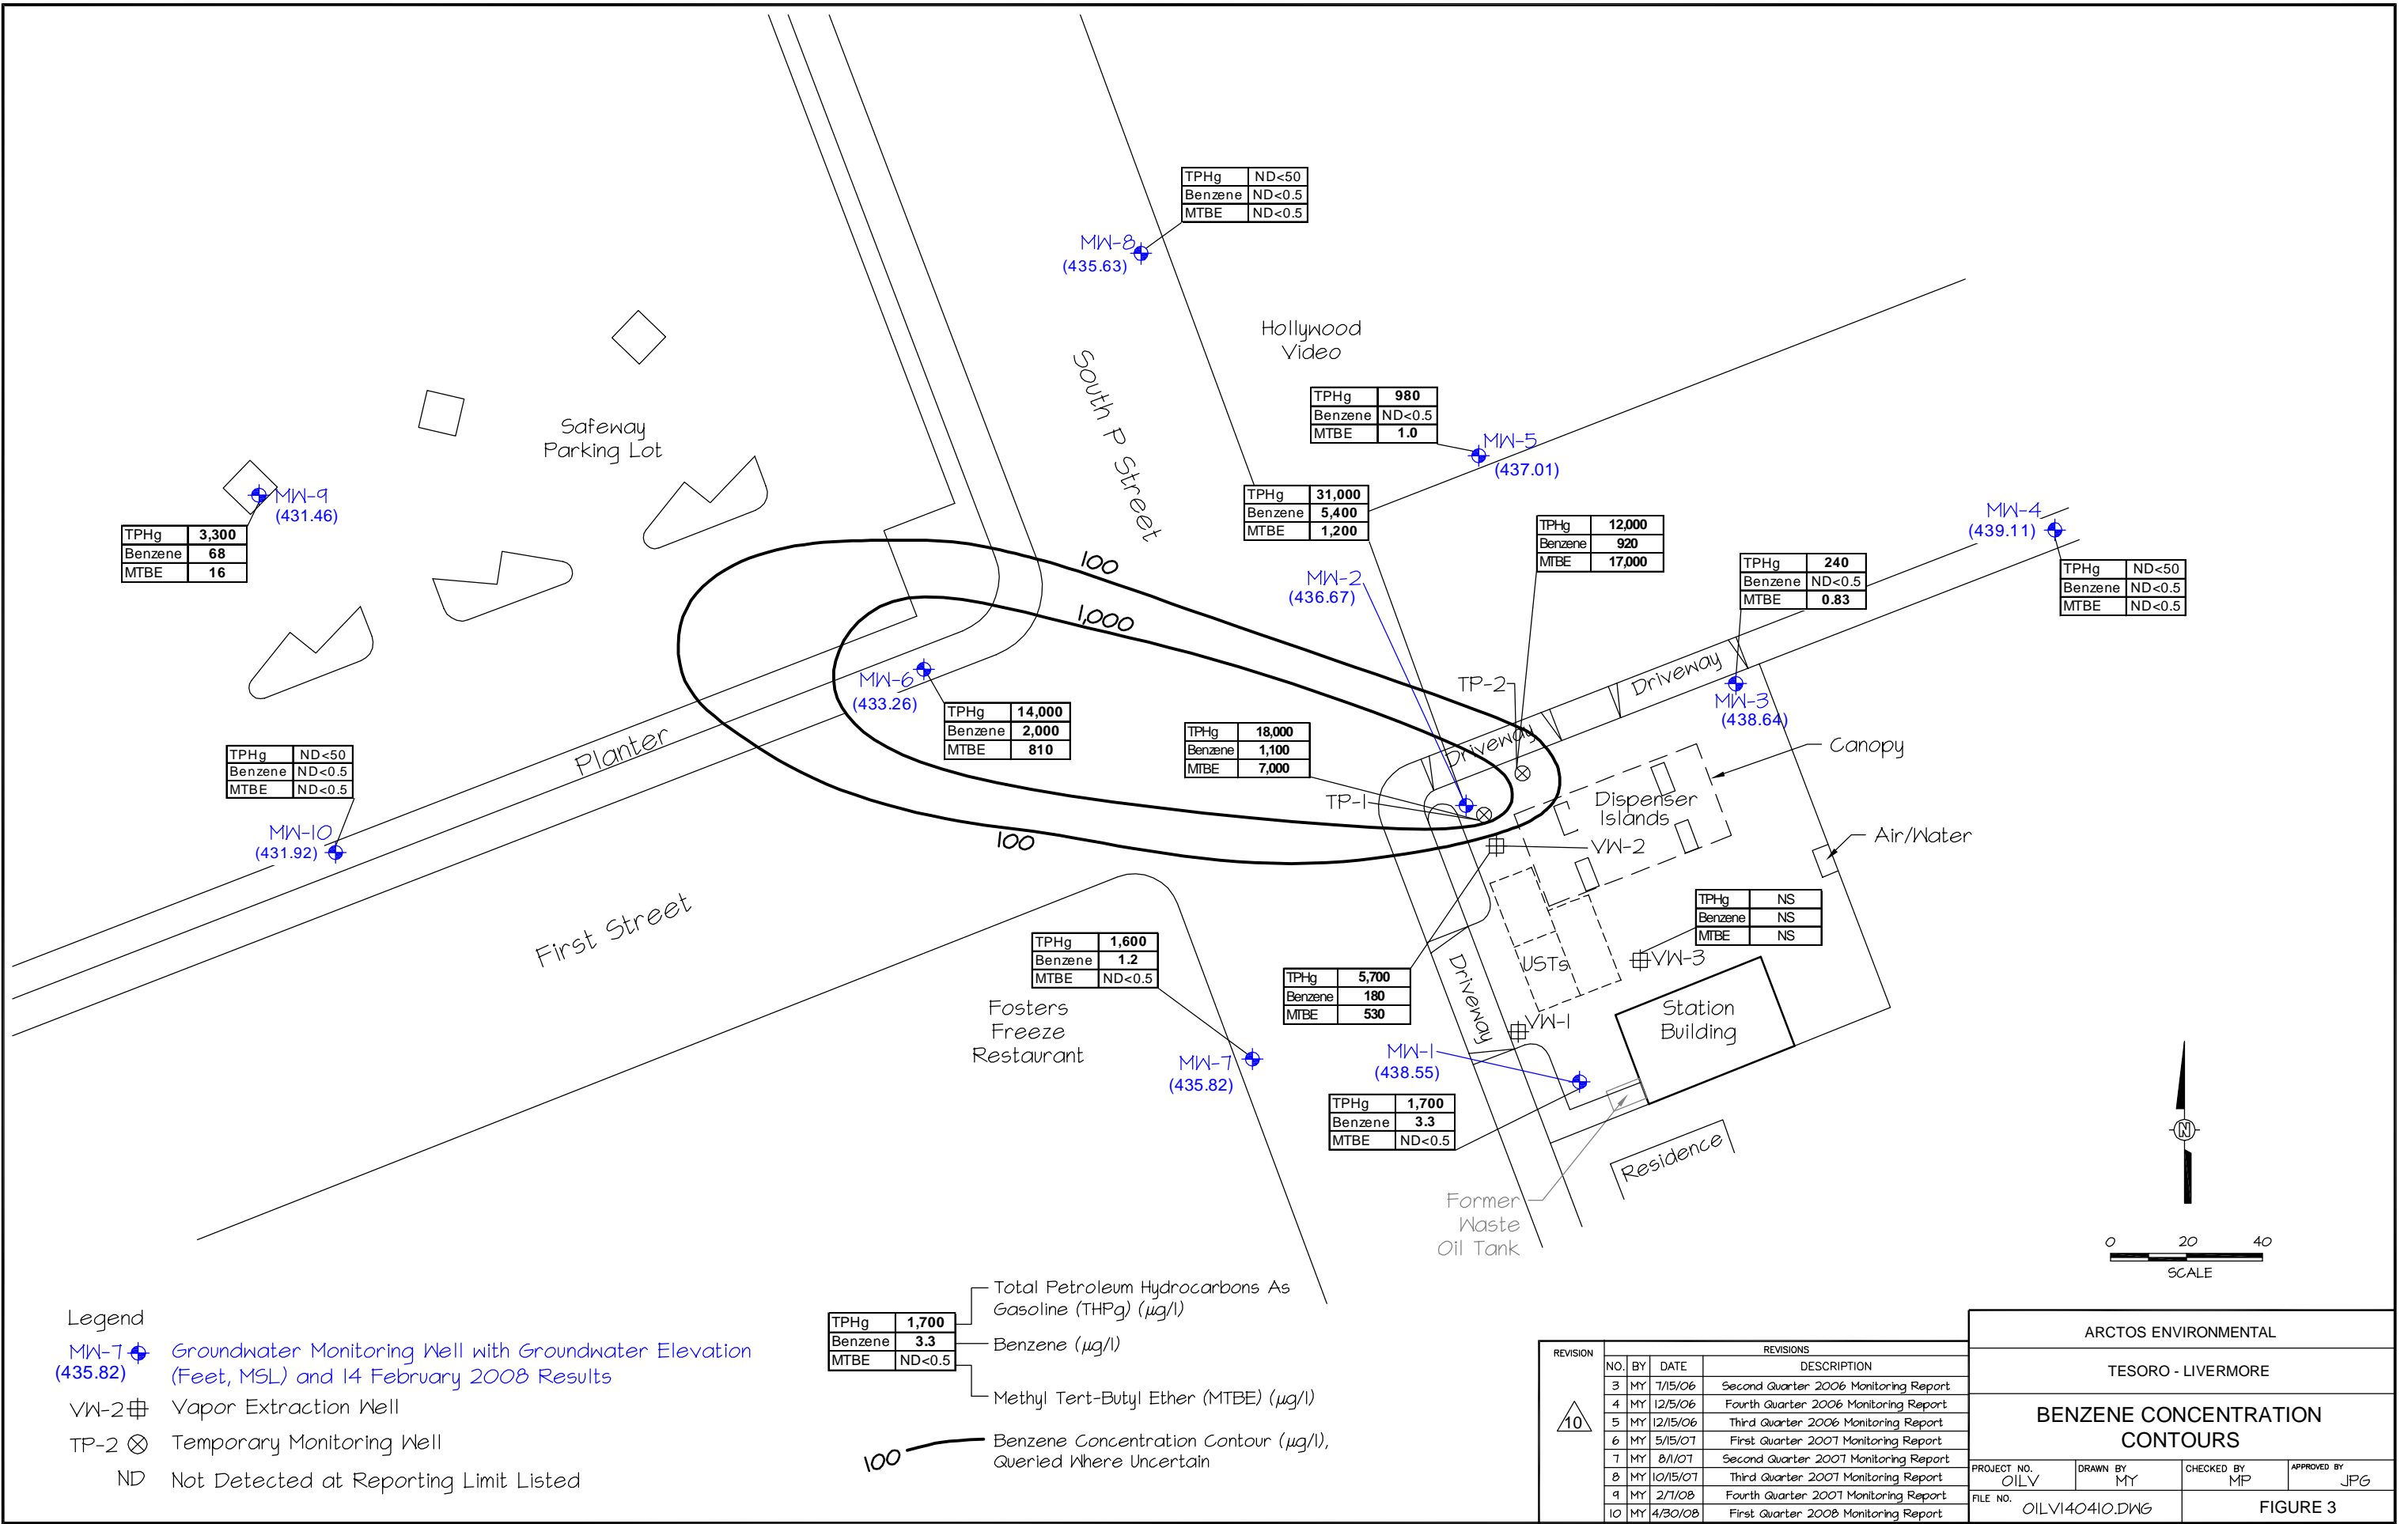 TPHg ND<50
Benzene ND<0.5
MTBE ND<0.5
MW-8
(435.63)
Hollywood
Video
South P Street
Safeway
Parking Lot
TPHg 980
Benzene ND<0.5
MTBE 1.0
MW-5
(437.01)
MW-9
(431.46)
TPHg 3,300
Benzene 68
MTBE 16
TPHg 31,000
Benzene 5,400
MTBE 1,200
TPHg 12,000
Benzene 920
MTBE 17,000
MW-4
(439.11)
TPHg ND<50
Benzene ND<0.5
MTBE ND<0.5
TPHg 240
Benzene ND<0.5
MTBE 0.83
100
1,000
MW-2
(436.67)
TP-2
Driveway
MW-3
(438.64)
MW-6
(433.26)
TPHg 14,000
Benzene 2,000
MTBE 810
TPHg 18,000
Benzene 1,100
MTBE 7,000
Driveway
Canopy
Planter
TPHg ND<50
Benzene ND<0.5
MTBE ND<0.5
MW-10
(431.92)
TP-1
Dispenser
Islands
Air/Water
100
VW-2
First Street
TPHg NS
Benzene NS
MTBE NS
TPHg 1,600
Benzene 1.2
MTBE ND<0.5
Fosters
Freeze
Restaurant
TPHg 5,700
Benzene 180
MTBE 530
Driveway
USTs
VW-3
Station
Building
VW-1
MW-7
(435.82)
MW-1
(438.55)
TPHg 1,700
Benzene 3.3
MTBE ND<0.5
Residence
Former
Waste
Oil Tank
N
0 20 40
SCALE
Legend
MW-7
(435.82)
Groundwater Monitoring Well with Groundwater Elevation
(Feet, MSL) and 14 February 2008 Results
VW-2 Vapor Extraction Well
TP-2 Temporary Monitoring Well
ND Not Detected at Reporting Limit Listed
TPHg 1,700
Benzene 3.3
MTBE ND<0.5
Total Petroleum Hydrocarbons As
Gasoline (THPg) (µg/l)
Benzene (µg/l)
Methyl Tert-Butyl Ether (MTBE) (µg/l)
100
Benzene Concentration Contour (µg/l),
Queried Where Uncertain
REVISION
10
REVISIONS
NO. BY DATE DESCRIPTION
3 MY 7/15/06 Second Quarter 2006 Monitoring Report
4 MY 12/5/06 Fourth Quarter 2006 Monitoring Report
5 MY 12/15/06 Third Quarter 2006 Monitoring Report
6 MY 5/15/07 First Quarter 2007 Monitoring Report
7 MY 8/1/07 Second Quarter 2007 Monitoring Report
8 MY 10/15/07 Third Quarter 2007 Monitoring Report
9 MY 2/7/08 Fourth Quarter 2007 Monitoring Report
10 MY 4/30/08 First Quarter 2008 Monitoring Report
ARCTOS ENVIRONMENTAL
TESORO - LIVERMORE
BENZENE CONCENTRATION
CONTOURS
PROJECT NO. 01LV
DRAWN BY MY
CHECKED BY MP
APPROVED BY JPG
FILE NO. 01LV140410.DWG
FIGURE 3